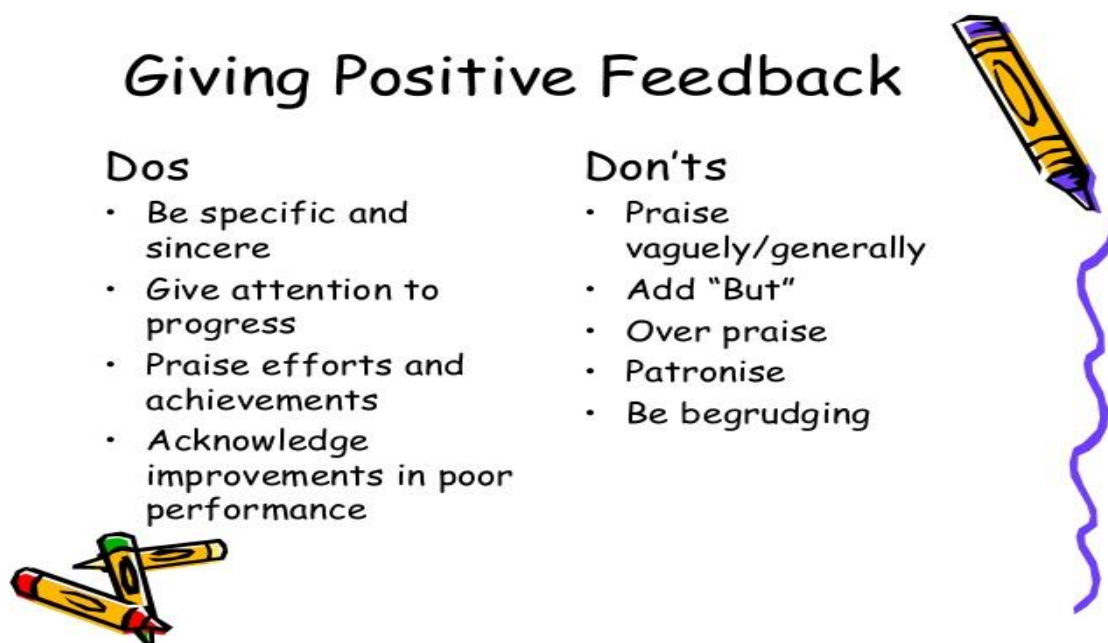 Giving Positive Feedback
Dos
• Be specific and
sincere
• Give attention to
progress
• Praise efforts and
achievements
• Acknowledge
improvements in poor
performance
Don'ts
• Praise
vaguely/generally
• Add “But”
• Over praise
• Patronise
• Be begrudging